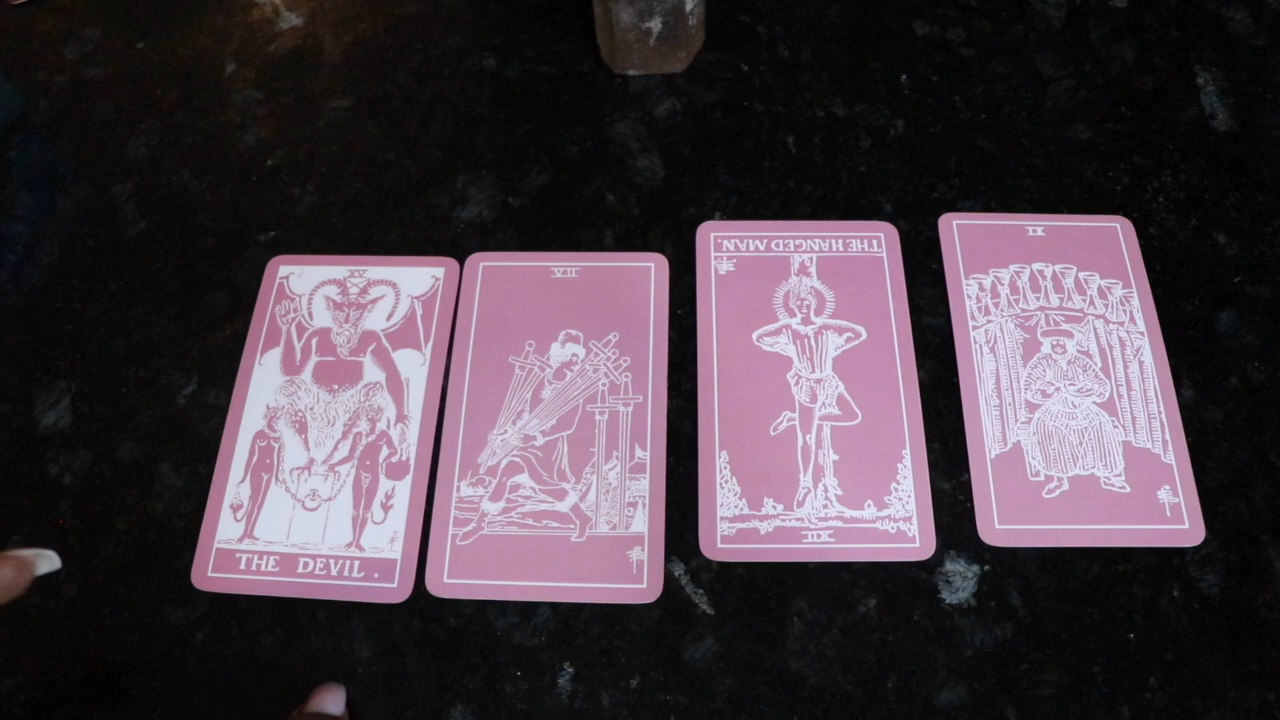 XV
THE DEVIL.
VII
THE HANGED MAN.
XII
IX